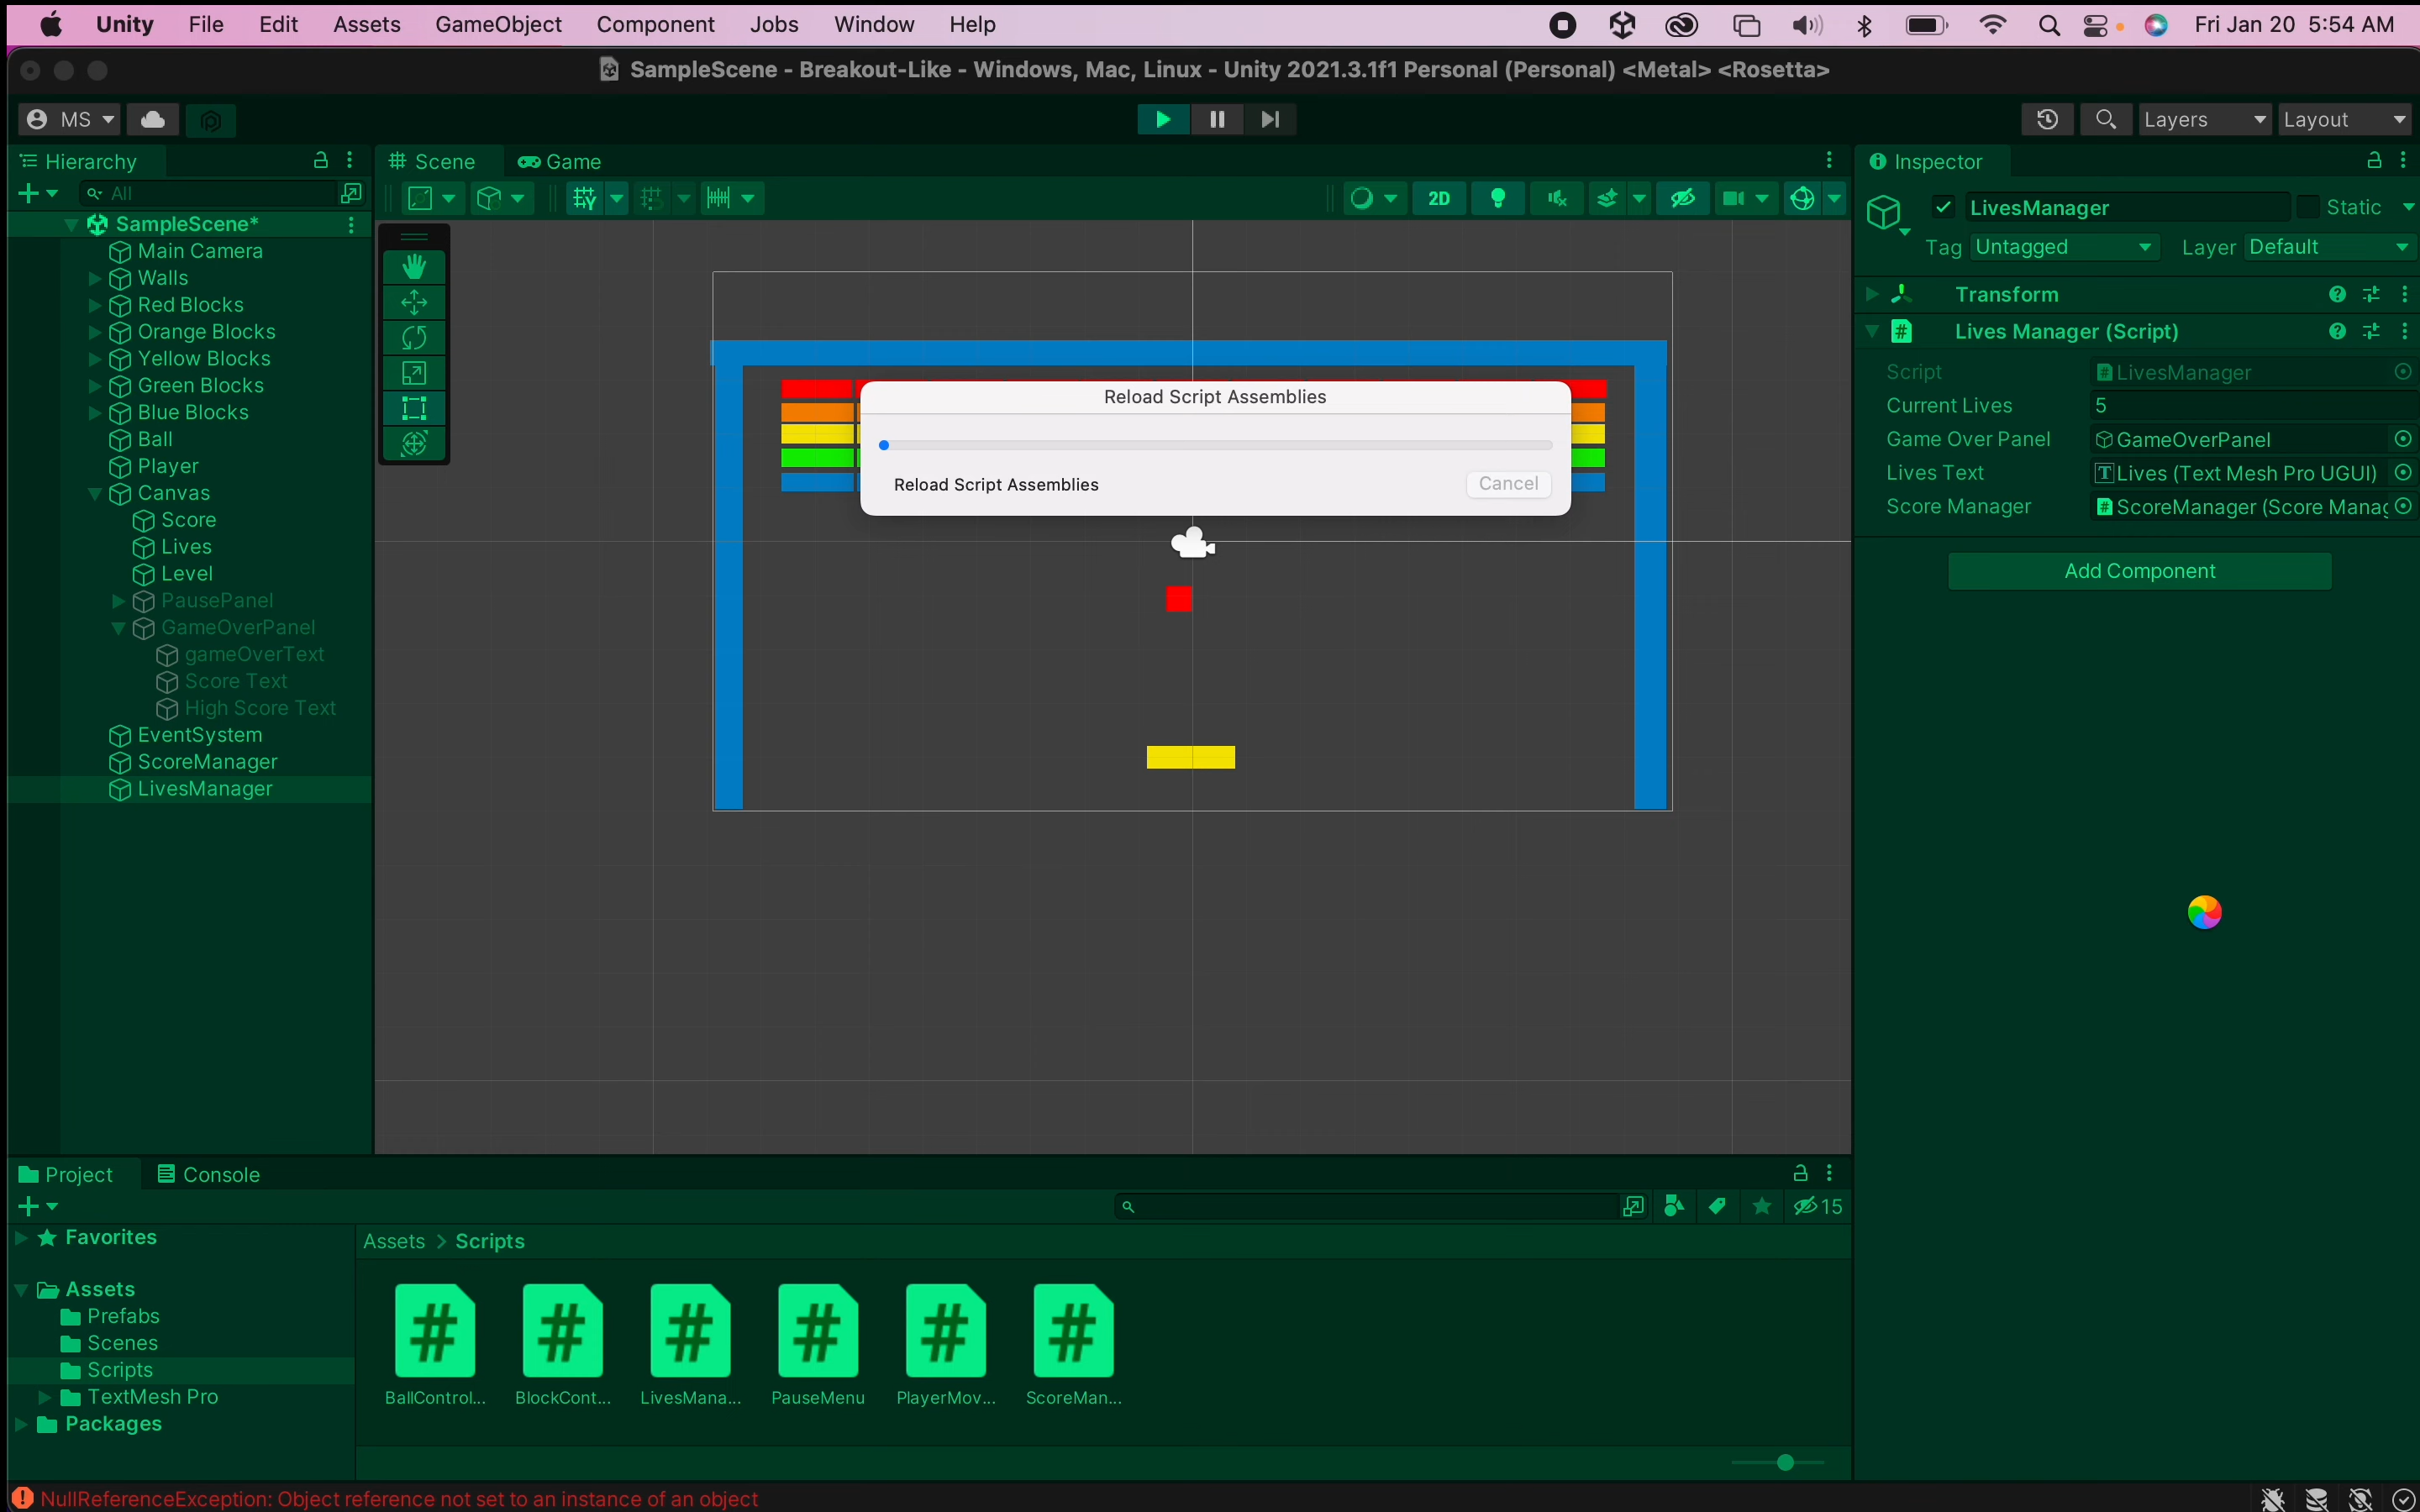 Unity File Edit Assets GameObject Component Jobs Window Help Fri Jan 20 5:54 AM
SampleScene - Breakout-Like - Windows, Mac, Linux - Unity 2021.3.1f1 Personal (Personal) <Metal> <Rosetta>
MS Layers Layout
Hierarchy
All
SampleScene*
Main Camera
Walls
Red Blocks
Orange Blocks
Yellow Blocks
Green Blocks
Blue Blocks
Ball
Player
Canvas
Score
Lives
Level
PausePanel
GameOverPanel
gameOverText
Score Text
High Score Text
EventSystem
ScoreManager
LivesManager
Scene Game
2D
Reload Script Assemblies
Reload Script Assemblies
Cancel
Inspector
LivesManager Static
Tag Untagged Layer Default
Transform
# Lives Manager (Script)
Script # LivesManager
Current Lives 5
Game Over Panel GameOverPanel
Lives Text T Lives (Text Mesh Pro UGUI)
Score Manager # ScoreManager (Score Manag
Add Component
Project Console
15
Favorites
Assets
Prefabs
Scenes
Scripts
TextMesh Pro
Packages
Assets > Scripts
# # # # # #
BallControl... BlockCont... LivesMana... PauseMenu PlayerMov... ScoreMan...
NullReferenceException: Object reference not set to an instance of an object